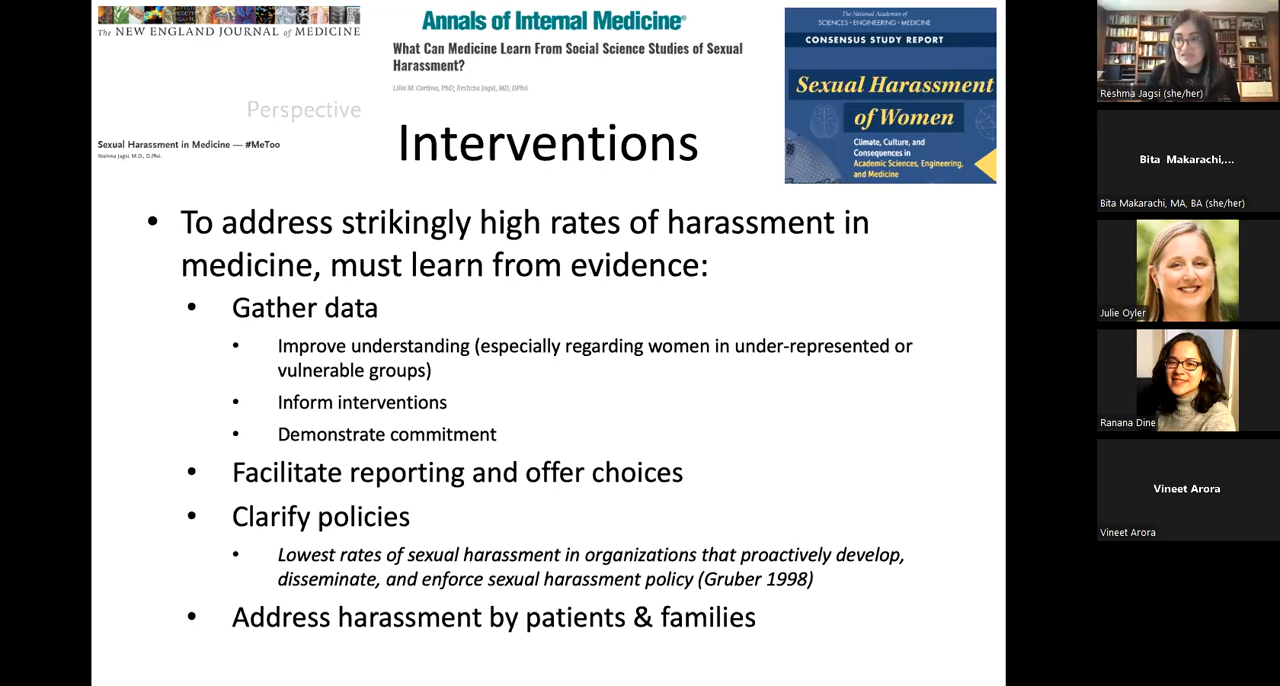 The NEW ENGLAND JOURNAL of MEDICINE
Perspective
Sexual Harassment in Medicine — #MeToo
Reshma Jagsi, M.D., D.Phil.
Annals of Internal Medicine®
What Can Medicine Learn From Social Science Studies of Sexual
Harassment?
Lilia M. Cortina, PhD; Reshma Jagsi, MD, DPhil
The National Academies of
SCIENCES • ENGINEERING • MEDICINE
CONSENSUS STUDY REPORT
Sexual Harassment
of Women
Climate, Culture, and
Consequences in
Academic Sciences, Engineering,
and Medicine
Interventions
• To address strikingly high rates of harassment in
medicine, must learn from evidence:
• Gather data
• Improve understanding (especially regarding women in under-represented or
vulnerable groups)
• Inform interventions
• Demonstrate commitment
• Facilitate reporting and offer choices
• Clarify policies
• Lowest rates of sexual harassment in organizations that proactively develop,
disseminate, and enforce sexual harassment policy (Gruber 1998)
• Address harassment by patients & families
Reshma Jagsi (she/her)
Bita Makarachi,...
Bita Makarachi, MA, BA (she/her)
Julie Oyler
Ranana Dine
Vineet Arora
Vineet Arora